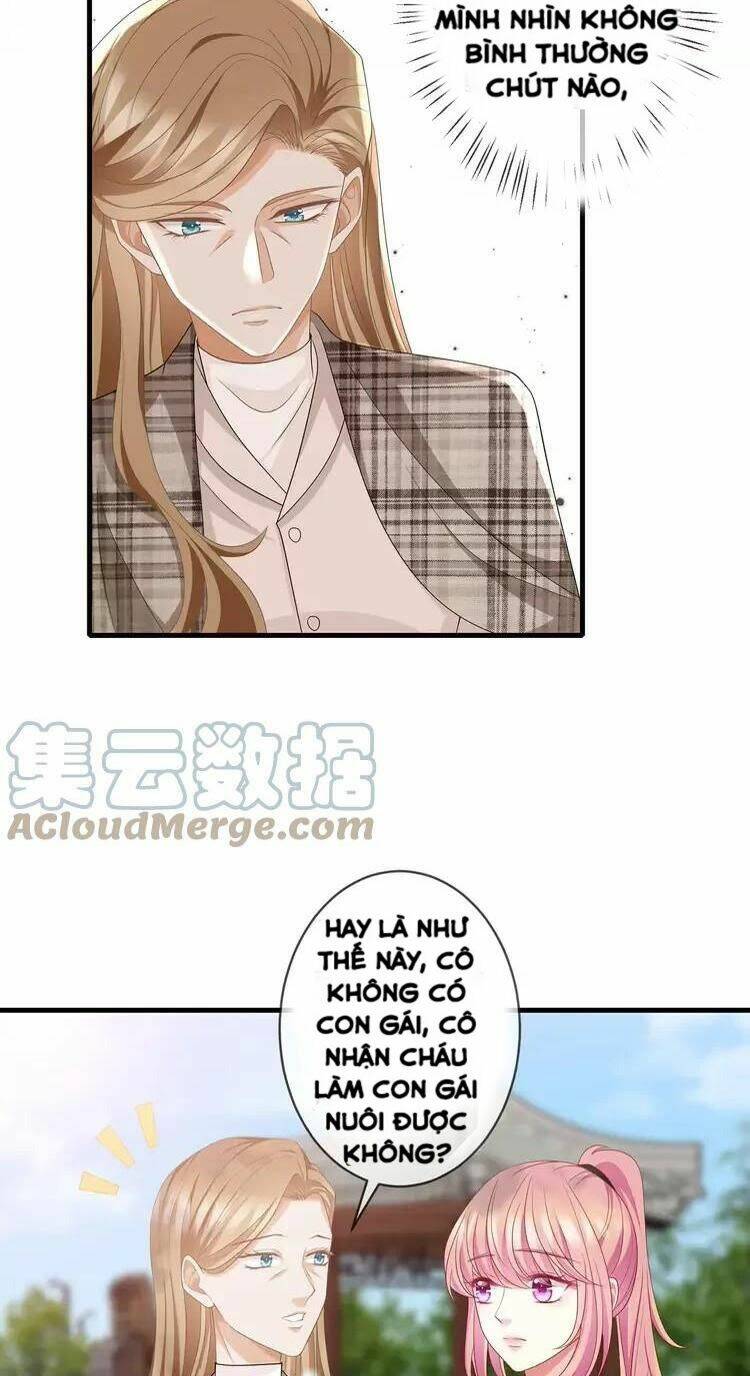 MÌNH NHÌN KHÔNG
BÌNH THƯỜNG
CHÚT NÀO,
集云数据
ACloudMerge.com
HAY LÀ NHƯ
THẾ NÀY, CÔ
KHÔNG CÓ
CON GÁI, CÔ
NHẬN CHÁU
LÀM CON GÁI
NUÔI ĐƯỢC
KHÔNG?